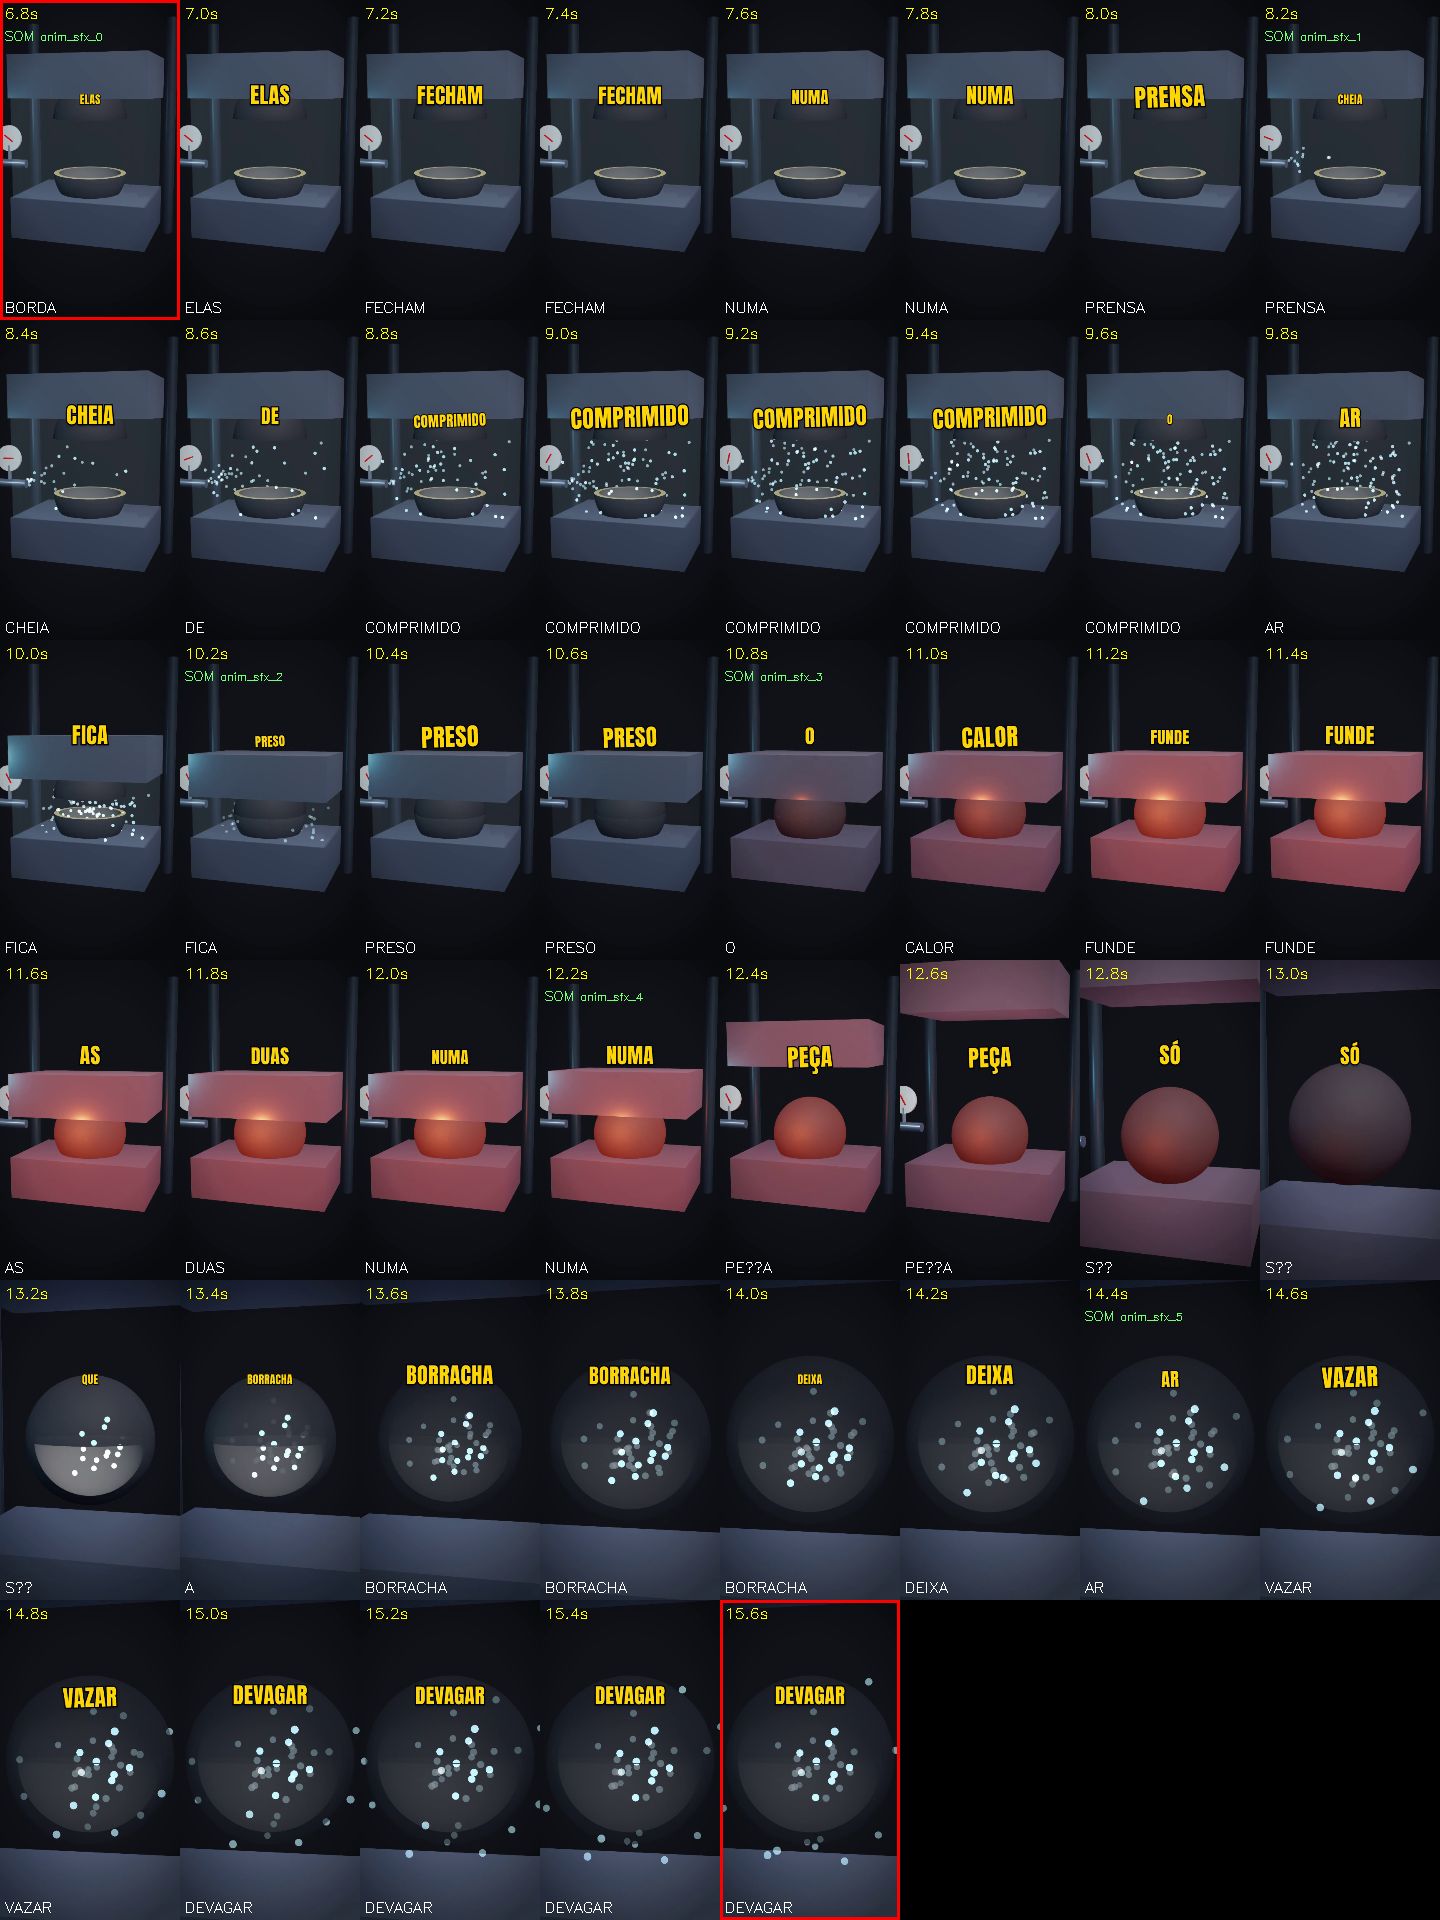 6.8s
SOM anim_sfx_0
ELAS
BORDA
7.0s
ELAS
ELAS
7.2s
FECHAM
FECHAM
7.4s
FECHAM
FECHAM
7.6s
NUMA
NUMA
7.8s
NUMA
NUMA
8.0s
PRENSA
PRENSA
8.2s
SOM anim_sfx_1
CHEIA
PRENSA
8.4s
CHEIA
CHEIA
8.6s
DE
DE
8.8s
COMPRIMIDO
COMPRIMIDO
9.0s
COMPRIMIDO
COMPRIMIDO
9.2s
COMPRIMIDO
COMPRIMIDO
9.4s
COMPRIMIDO
COMPRIMIDO
9.6s
O
COMPRIMIDO
9.8s
AR
AR
10.0s
FICA
FICA
10.2s
SOM anim_sfx_2
PRESO
FICA
10.4s
PRESO
PRESO
10.6s
PRESO
PRESO
10.8s
SOM anim_sfx_3
O
O
11.0s
CALOR
CALOR
11.2s
FUNDE
FUNDE
11.4s
FUNDE
FUNDE
11.6s
AS
AS
11.8s
DUAS
DUAS
12.0s
NUMA
NUMA
12.2s
SOM anim_sfx_4
NUMA
NUMA
12.4s
PEÇA
PE??A
12.6s
PEÇA
PE??A
12.8s
SÓ
S??
13.0s
SÓ
S??
13.2s
QUE
S??
13.4s
BORRACHA
A
13.6s
BORRACHA
BORRACHA
13.8s
BORRACHA
BORRACHA
14.0s
DEIXA
BORRACHA
14.2s
DEIXA
DEIXA
14.4s
SOM anim_sfx_5
AR
AR
14.6s
VAZAR
VAZAR
14.8s
VAZAR
VAZAR
15.0s
DEVAGAR
DEVAGAR
15.2s
DEVAGAR
DEVAGAR
15.4s
DEVAGAR
DEVAGAR
15.6s
DEVAGAR
DEVAGAR